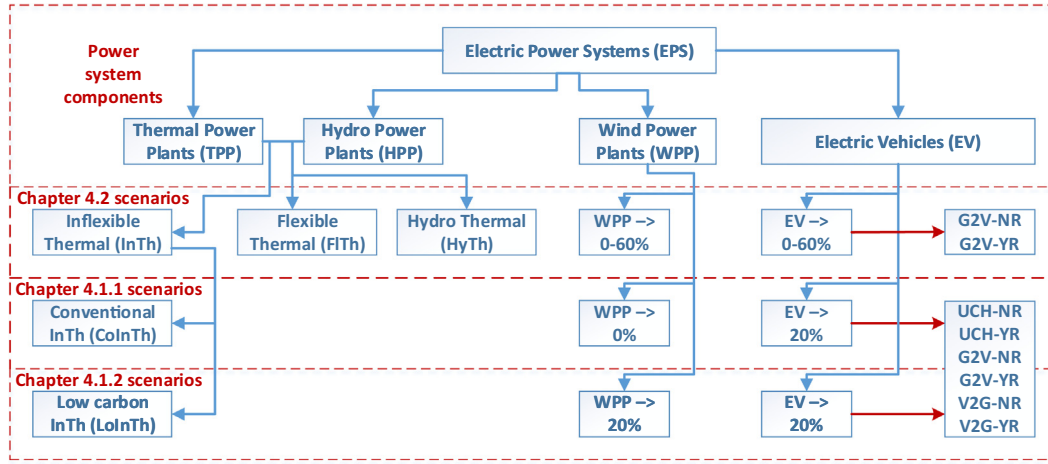 Electric Power Systems (EPS)
Power
system
components
Thermal Power
Plants (TPP)
Hydro Power
Plants (HPP)
Wind Power
Plants (WPP)
Electric Vehicles (EV)
Chapter 4.2 scenarios
Inflexible
Thermal (InTh)
Flexible
Thermal (FlTh)
Hydro Thermal
(HyTh)
WPP –>
0-60%
EV –>
0-60%
G2V-NR
G2V-YR
Chapter 4.1.1 scenarios
Conventional
InTh (CoInTh)
WPP –>
0%
EV –>
20%
UCH-NR
UCH-YR
G2V-NR
G2V-YR
V2G-NR
V2G-YR
Chapter 4.1.2 scenarios
Low carbon
InTh (LoInTh)
WPP –>
20%
EV –>
20%